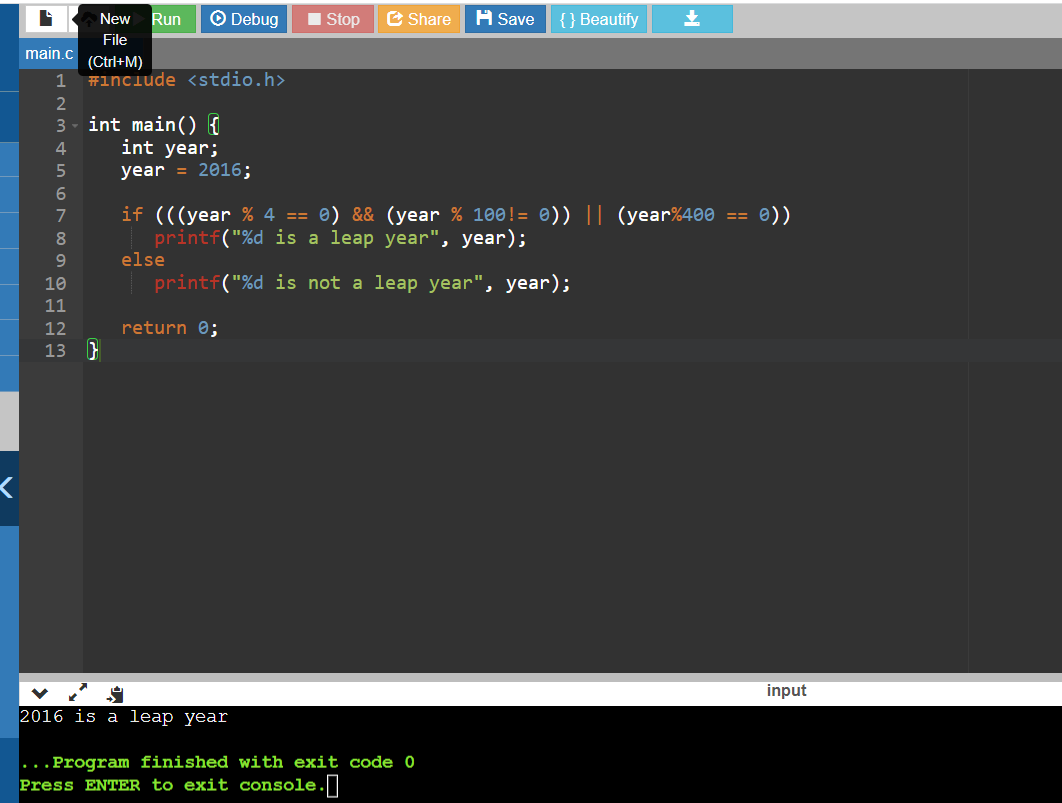 New
File
(Ctrl+M)
Run Debug Stop Share Save { } Beautify
main.c
1 #include <stdio.h>
2
3 int main() {
4 int year;
5 year = 2016;
6
7 if (((year % 4 == 0) && (year % 100!= 0)) || (year%400 == 0))
8 printf("%d is a leap year", year);
9 else
10 printf("%d is not a leap year", year);
11
12 return 0;
13 }
input
2016 is a leap year
...Program finished with exit code 0
Press ENTER to exit console.